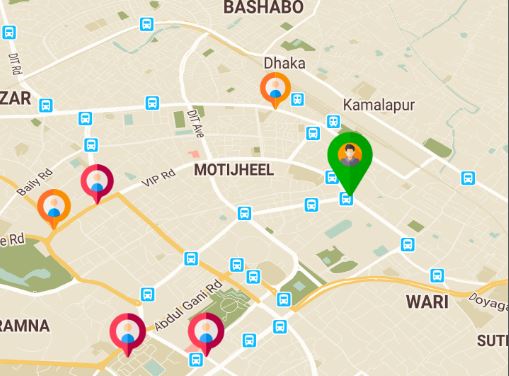 BASHABO
DIT Rd
Dhaka
ZAR
Kamalapur
DIT Ave
MOTIJHEEL
VIP Rd
Baily Rd
e Rd
Abdul Gani Rd
WARI
Doyaga
RAMNA
SUTI